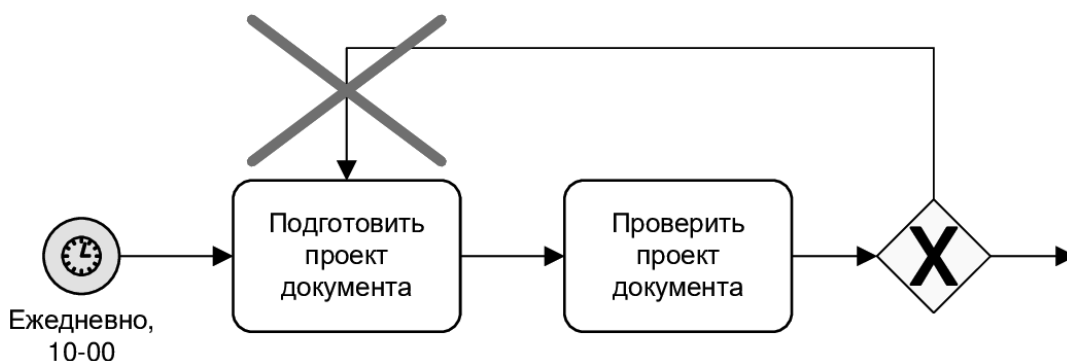 Подготовить
проект
документа
Проверить
проект
документа
X
Ежедневно,
10-00